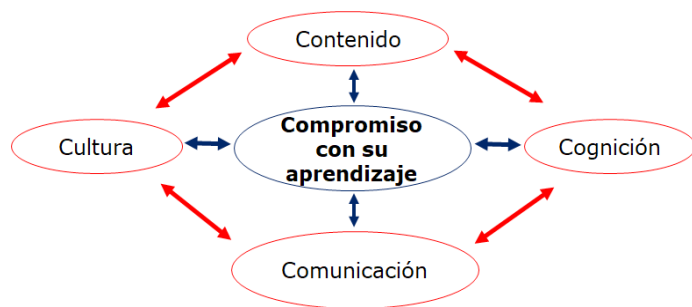 Contenido
Cultura
Compromiso
con su
aprendizaje
Cognición
Comunicación